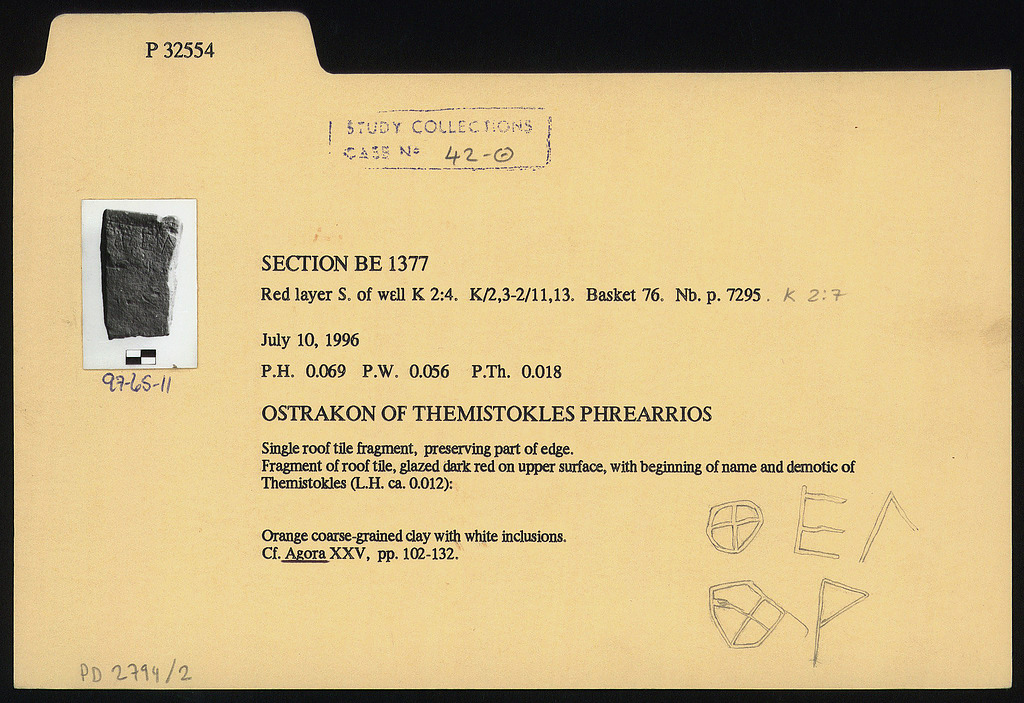 P 32554
STUDY COLLECTIONS
CASE Nº 42-Θ
SECTION BE 1377
Red layer S. of well K 2:4. K/2,3-2/11,13. Basket 76. Nb. p. 7295. K 2:7
July 10, 1996
P.H. 0.069 P.W. 0.056 P.Th. 0.018
97-65-11
OSTRAKON OF THEMISTOKLES PHREARRIOS
Single roof tile fragment, preserving part of edge.
Fragment of roof tile, glazed dark red on upper surface, with beginning of name and demotic of
Themistokles (L.H. ca. 0.012):
⊕ Ε Λ
Orange coarse-grained clay with white inclusions.
Cf. Agora XXV, pp. 102-132.
⊕ Ρ
PD 2794/2